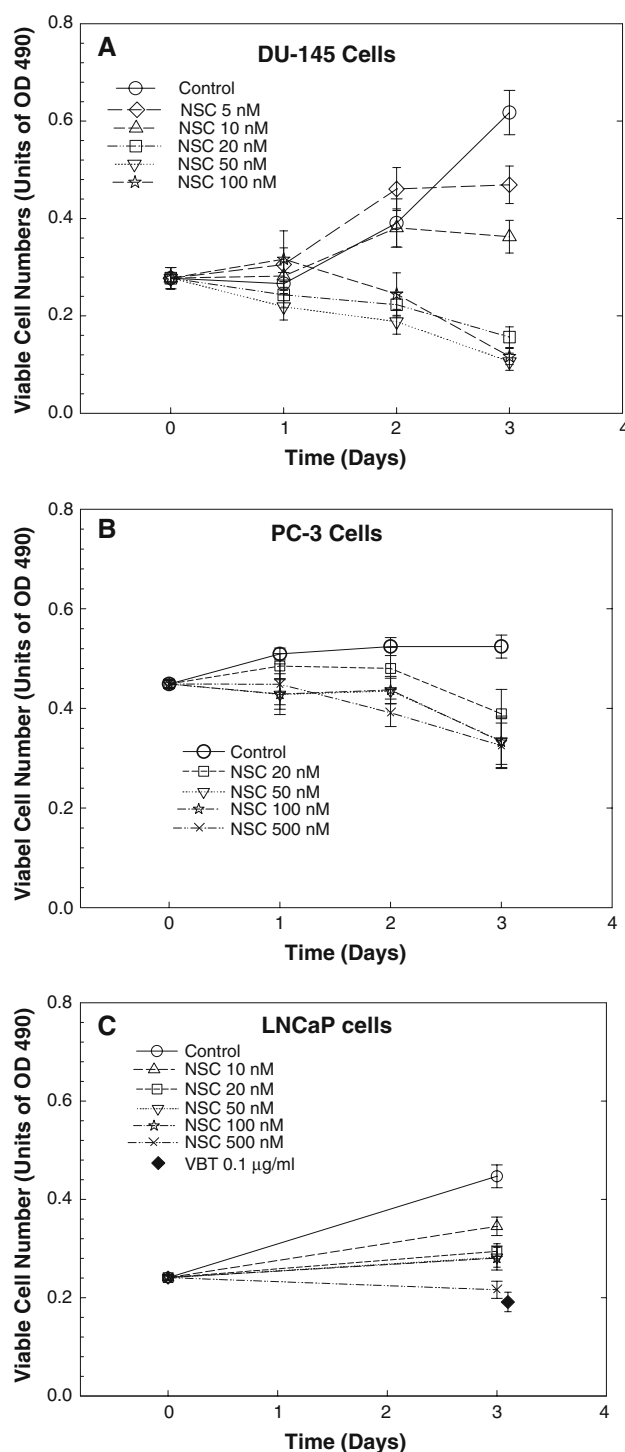 A
DU-145 Cells
Control
NSC 5 nM
NSC 10 nM
NSC 20 nM
NSC 50 nM
NSC 100 nM
Viable Cell Numbers (Units of OD 490)
0.8
0.6
0.4
0.2
0.0
0 1 2 3 4
Time (Days)
B
PC-3 Cells
Control
NSC 20 nM
NSC 50 nM
NSC 100 nM
NSC 500 nM
Viabel Cell Number (Units of OD 490)
0.8
0.6
0.4
0.2
0.0
0 1 2 3 4
Time (Days)
C
LNCaP cells
Control
NSC 10 nM
NSC 20 nM
NSC 50 nM
NSC 100 nM
NSC 500 nM
VBT 0.1 µg/ml
Viable Cell Number (Units of OD 490)
0.8
0.6
0.4
0.2
0.0
0 1 2 3 4
Time (Days)